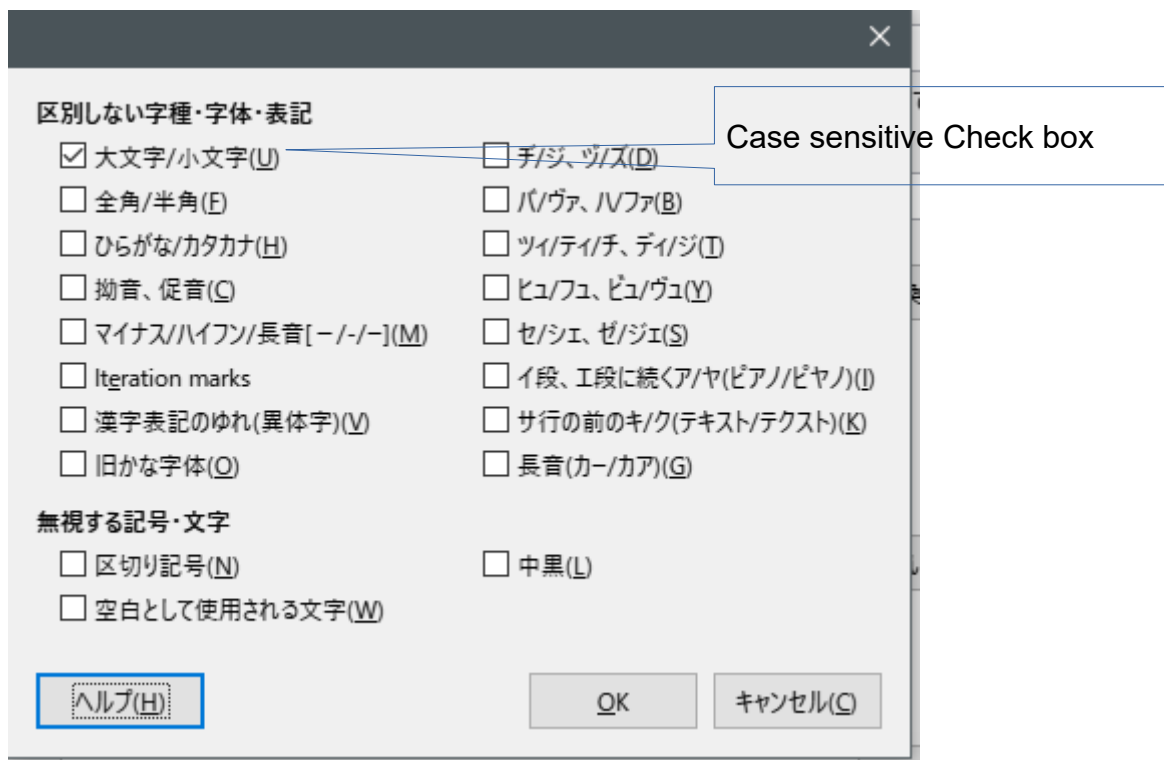 区別しない字種･字体･表記
大文字/小文字(U)
ヂ/ジ、ヅ/ズ(D)
Case sensitive Check box
全角/半角(F)
バ/ヴァ、ハ/ファ(B)
ひらがな/カタカナ(H)
ツィ/ティ/チ、ディ/ジ(T)
拗音、促音(C)
ヒュ/フュ、ビュ/ヴュ(Y)
マイナス/ハイフン/長音[－/-/ー](M)
セ/シェ、ゼ/ジェ(S)
Iteration marks
イ段、エ段に続くア/ヤ(ピアノ/ピヤノ)(I)
漢字表記のゆれ(異体字)(V)
サ行の前のキ/ク(テキスト/テクスト)(K)
旧かな字体(O)
長音(カー/カア)(G)
無視する記号･文字
区切り記号(N)
中黒(L)
空白として使用される文字(W)
ヘルプ(H)
OK
キャンセル(C)